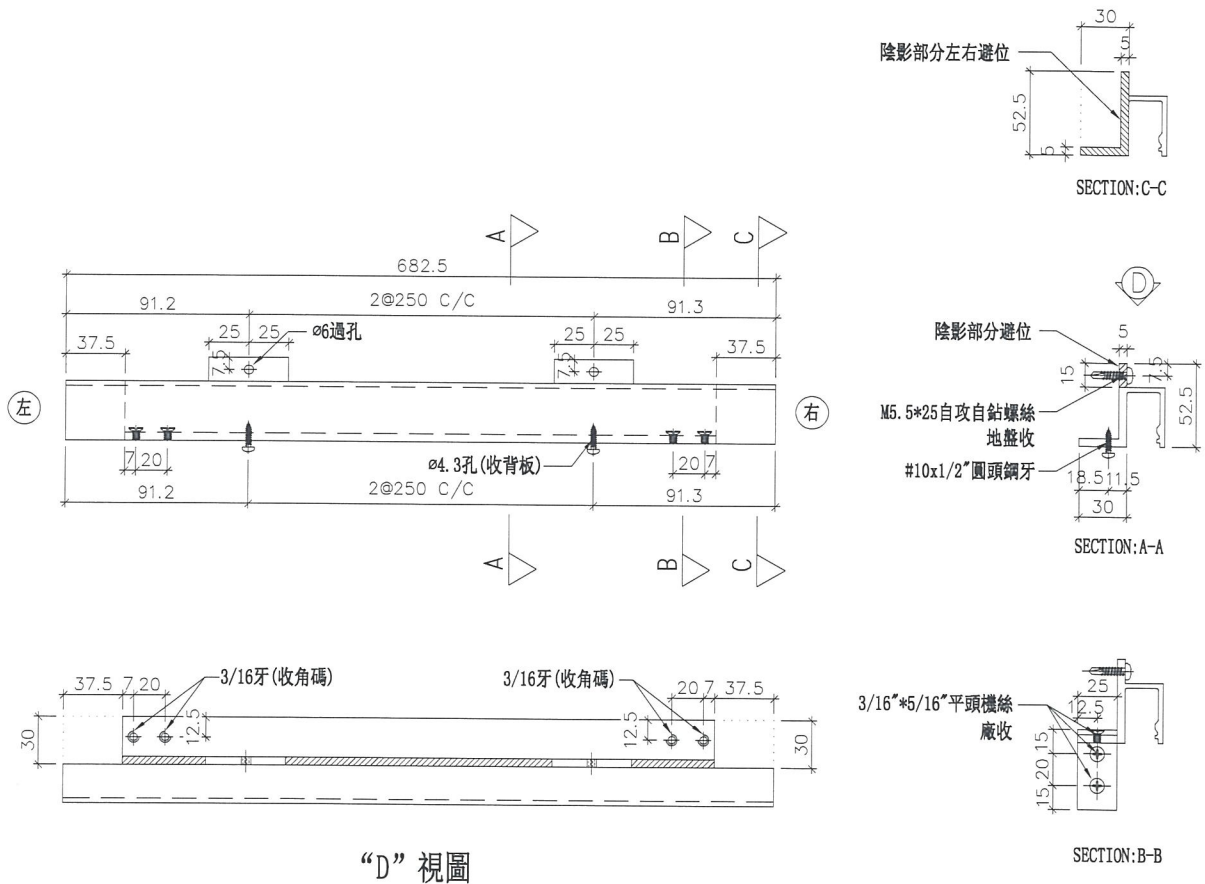 30
5
陰影部分左右避位
52.5
5
SECTION:C-C
A
B
C
682.5
91.2
2@250 C/C
91.3
25
25
ø6過孔
25
25
37.5
7.5
7.5
37.5
左
右
7
20
ø4.3孔(收背板)
20
7
91.2
2@250 C/C
91.3
A
B
C
D
陰影部分避位
5
15
7.5
52.5
M5.5*25自攻自鉆螺絲
地盤收
#10x1/2"圓頭鋼牙
18.5
11.5
30
SECTION:A-A
37.5
7
20
3/16牙(收角碼)
3/16牙(收角碼)
20
7
37.5
30
12.5
12.5
30
"D" 視圖
25
12.5
3/16"*5/16"平頭機絲
廠收
15
20
15
SECTION:B-B